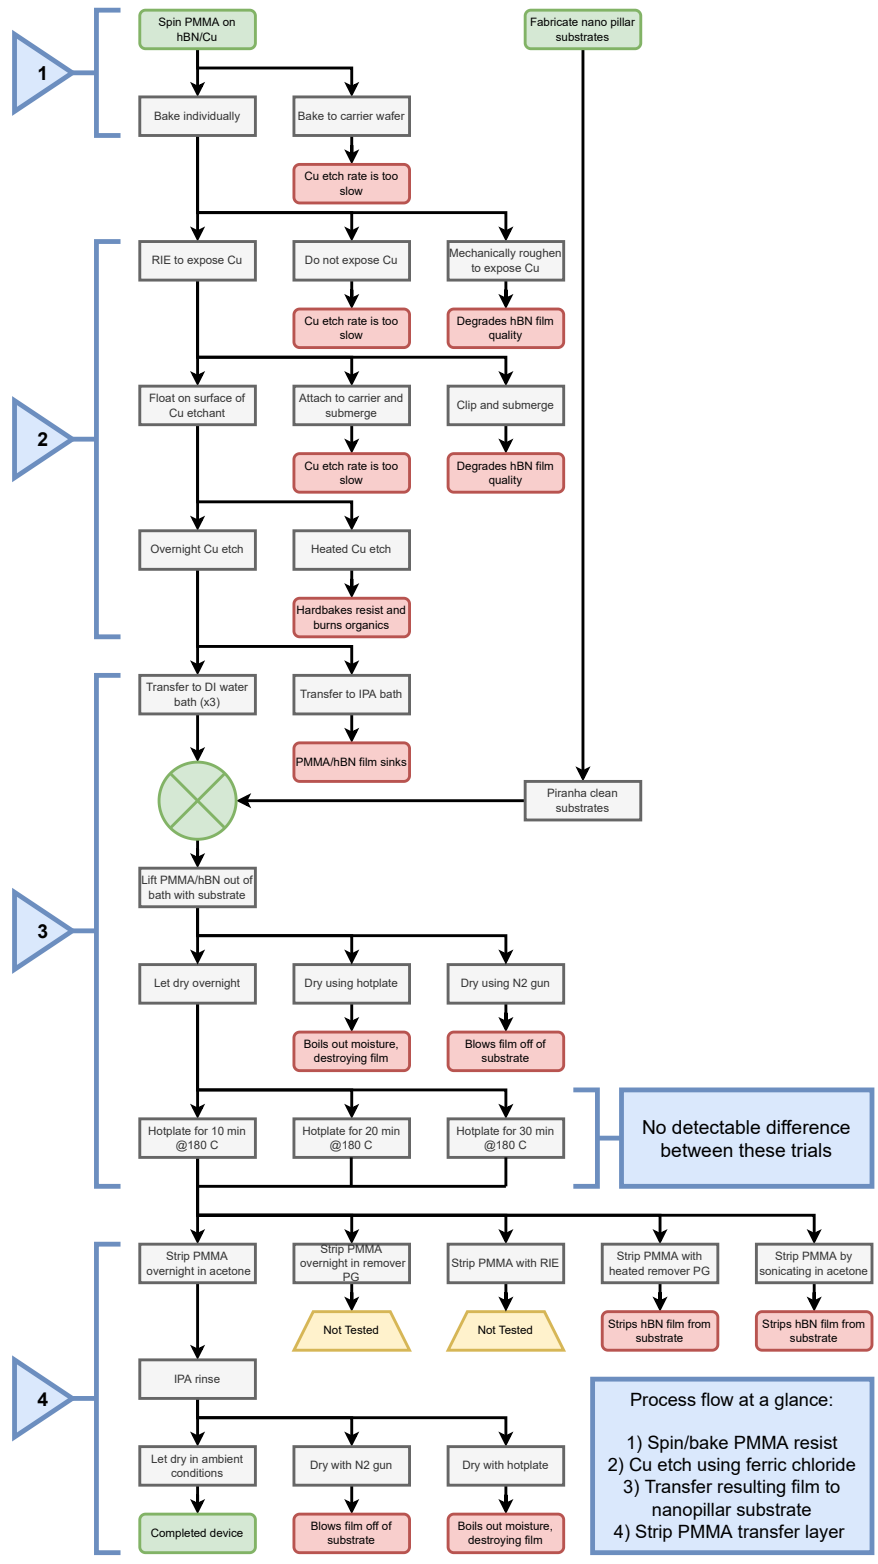 Spin PMMA on
hBN/Cu
Fabricate nano pillar
substrates
1
Bake individually
Bake to carrier wafer
Cu etch rate is too
slow
RIE to expose Cu
Do not expose Cu
Mechanically roughen
to expose Cu
Cu etch rate is too
slow
Degrades hBN film
quality
2
Float on surface of
Cu etchant
Attach to carrier and
submerge
Clip and submerge
Cu etch rate is too
slow
Degrades hBN film
quality
Overnight Cu etch
Heated Cu etch
Hardbakes resist and
burns organics
Transfer to DI water
bath (x3)
Transfer to IPA bath
PMMA/hBN film sinks
Piranha clean
substrates
Lift PMMA/hBN out of
bath with substrate
3
Let dry overnight
Dry using hotplate
Dry using N2 gun
Boils out moisture,
destroying film
Blows film off of
substrate
Hotplate for 10 min
@180 C
Hotplate for 20 min
@180 C
Hotplate for 30 min
@180 C
No detectable difference
between these trials
Strip PMMA
overnight in acetone
Strip PMMA
overnight in remover
PG
Strip PMMA with RIE
Strip PMMA with
heated remover PG
Strip PMMA by
sonicating in acetone
Not Tested
Not Tested
Strips hBN film from
substrate
Strips hBN film from
substrate
4
IPA rinse
Let dry in ambient
conditions
Dry with N2 gun
Dry with hotplate
Completed device
Blows film off of
substrate
Boils out moisture,
destroying film
Process flow at a glance:
1) Spin/bake PMMA resist
2) Cu etch using ferric chloride
3) Transfer resulting film to
nanopillar substrate
4) Strip PMMA transfer layer